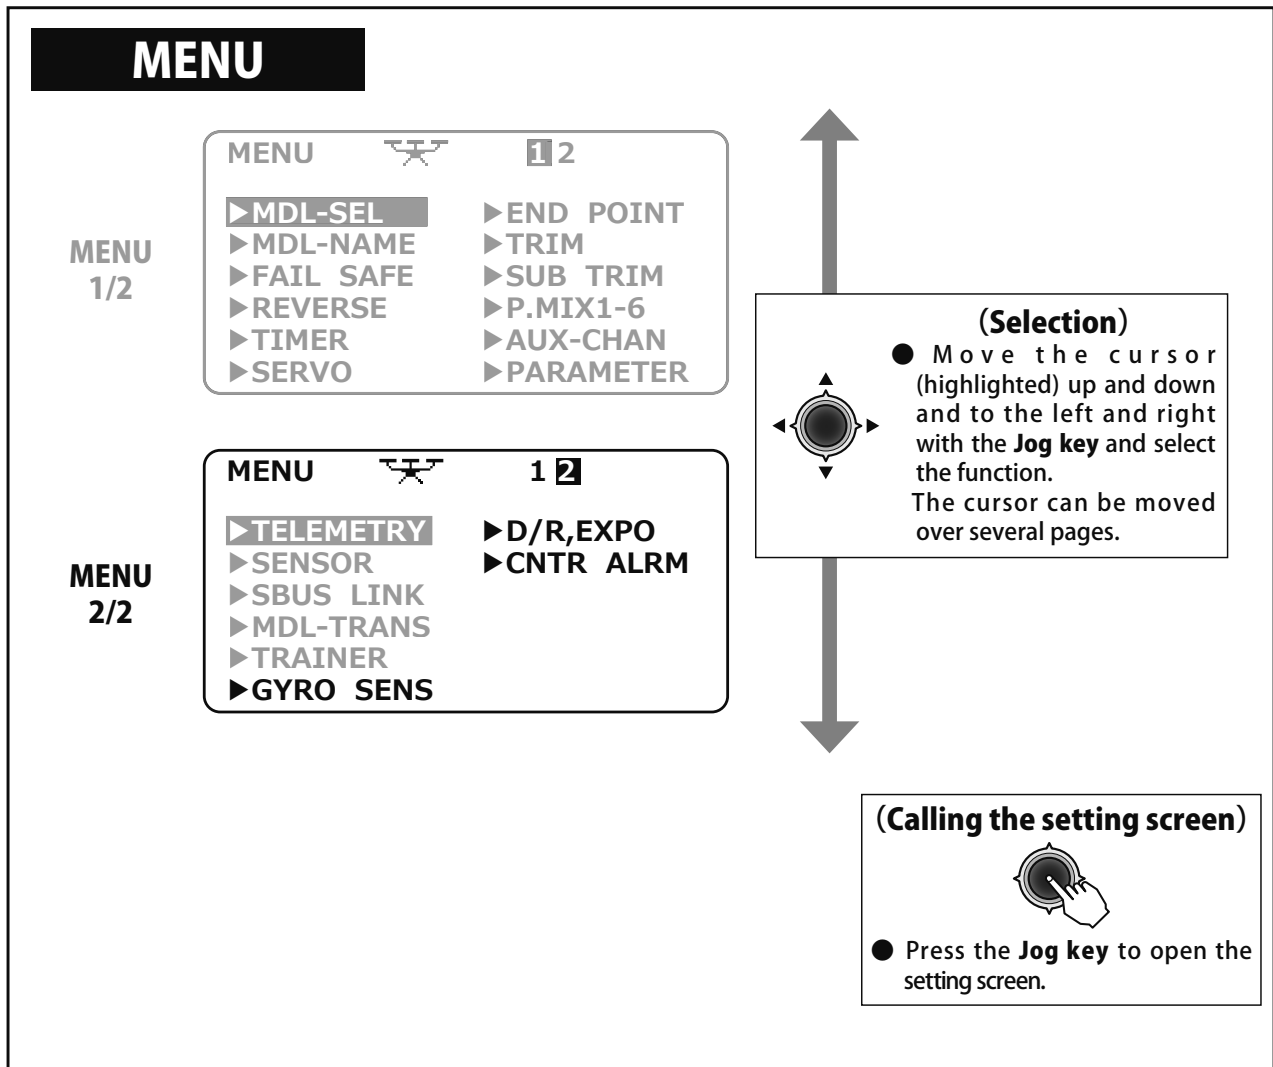 MENU
MENU 1 2
MENU
1/2
▶MDL-SEL ▶END POINT
▶MDL-NAME ▶TRIM
▶FAIL SAFE ▶SUB TRIM
▶REVERSE ▶P.MIX1-6
▶TIMER ▶AUX-CHAN
▶SERVO ▶PARAMETER
(Selection)
● Move the cursor
(highlighted) up and down
and to the left and right
with the Jog key and select
the function.
The cursor can be moved
over several pages.
MENU 1 2
MENU
2/2
▶TELEMETRY ▶D/R,EXPO
▶SENSOR ▶CNTR ALRM
▶SBUS LINK
▶MDL-TRANS
▶TRAINER
▶GYRO SENS
(Calling the setting screen)
● Press the Jog key to open the
setting screen.